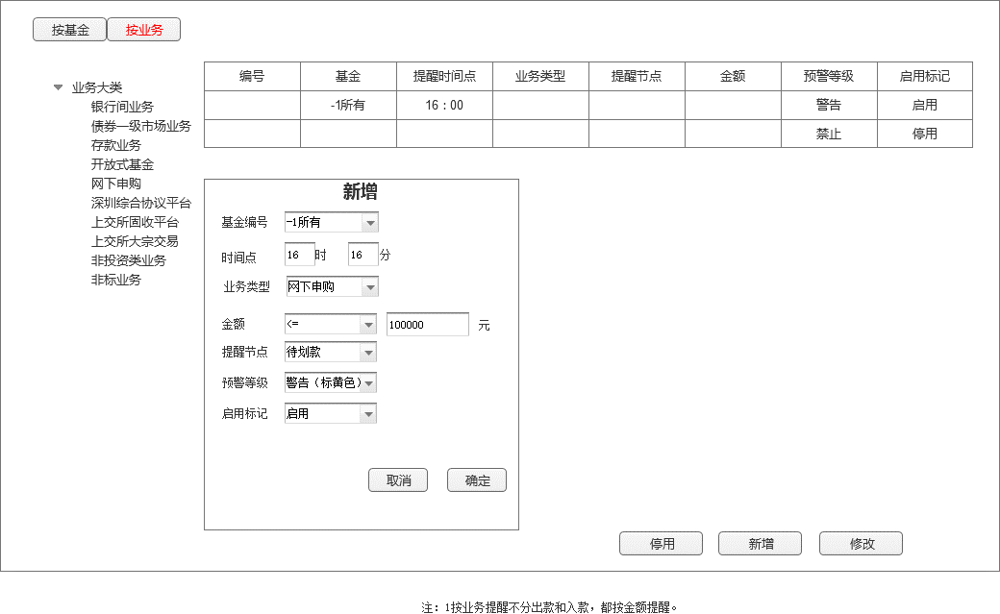 按基金 按业务
编号 基金 提醒时间点 业务类型 提醒节点 金额 预警等级 启用标记
-1所有 16：00 警告 启用
禁止 停用
业务大类
银行间业务
债券一级市场业务
存款业务
开放式基金
网下申购
深圳综合协议平台
上交所固收平台
上交所大宗交易
非投资类业务
非标业务
新增
基金编号 -1所有
时间点 16 时 16 分
业务类型 网下申购
金额 <= 100000 元
提醒节点 待划款
预警等级 警告（标黄色）
启用标记 启用
取消 确定
停用 新增 修改
注：1按业务提醒不分出款和入款，都按金额提醒。